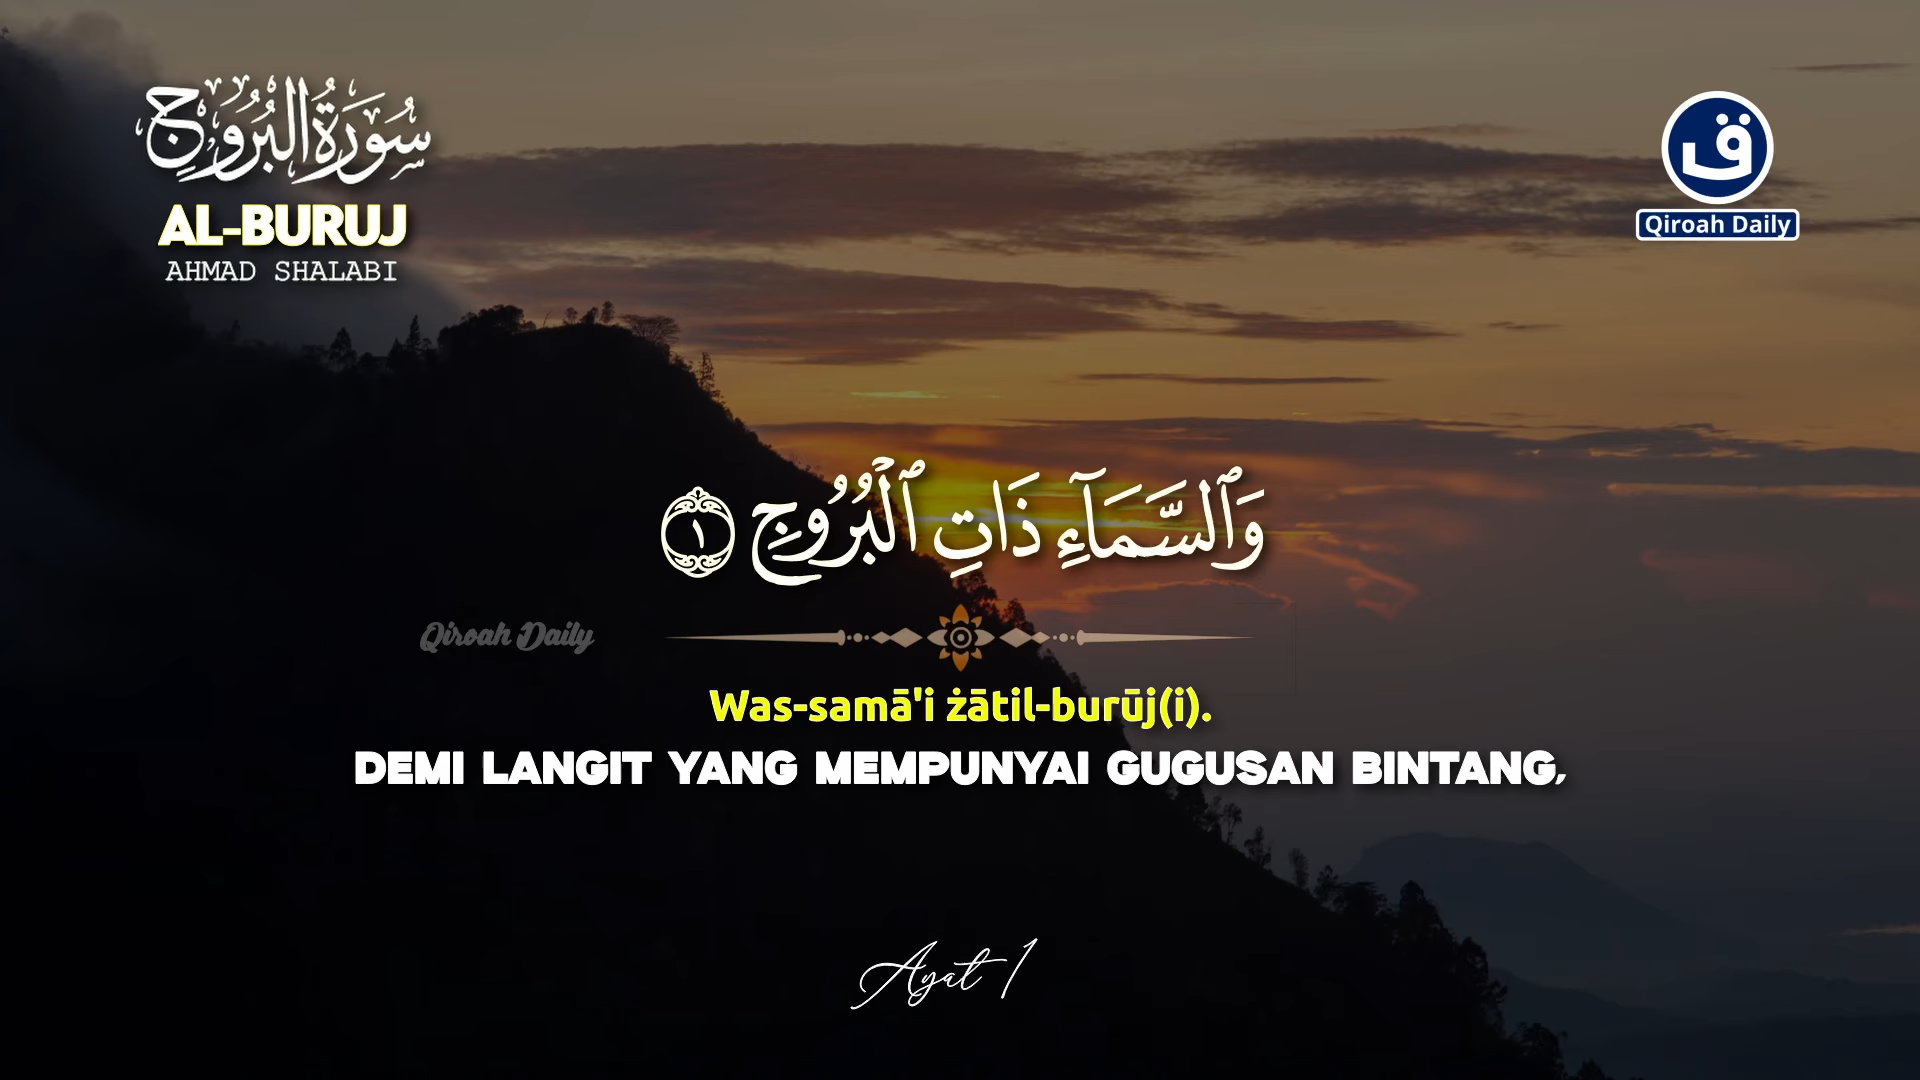 سُورَةُ البُرُوجِ
AL-BURUJ
AHMAD SHALABI
ق
Qiroah Daily
وَٱلسَّمَآءِ ذَاتِ ٱلْبُرُوجِ ١
Qiroah Daily
Was-samā'i żātil-burūj(i).
DEMI LANGIT YANG MEMPUNYAI GUGUSAN BINTANG,
Ayat 1